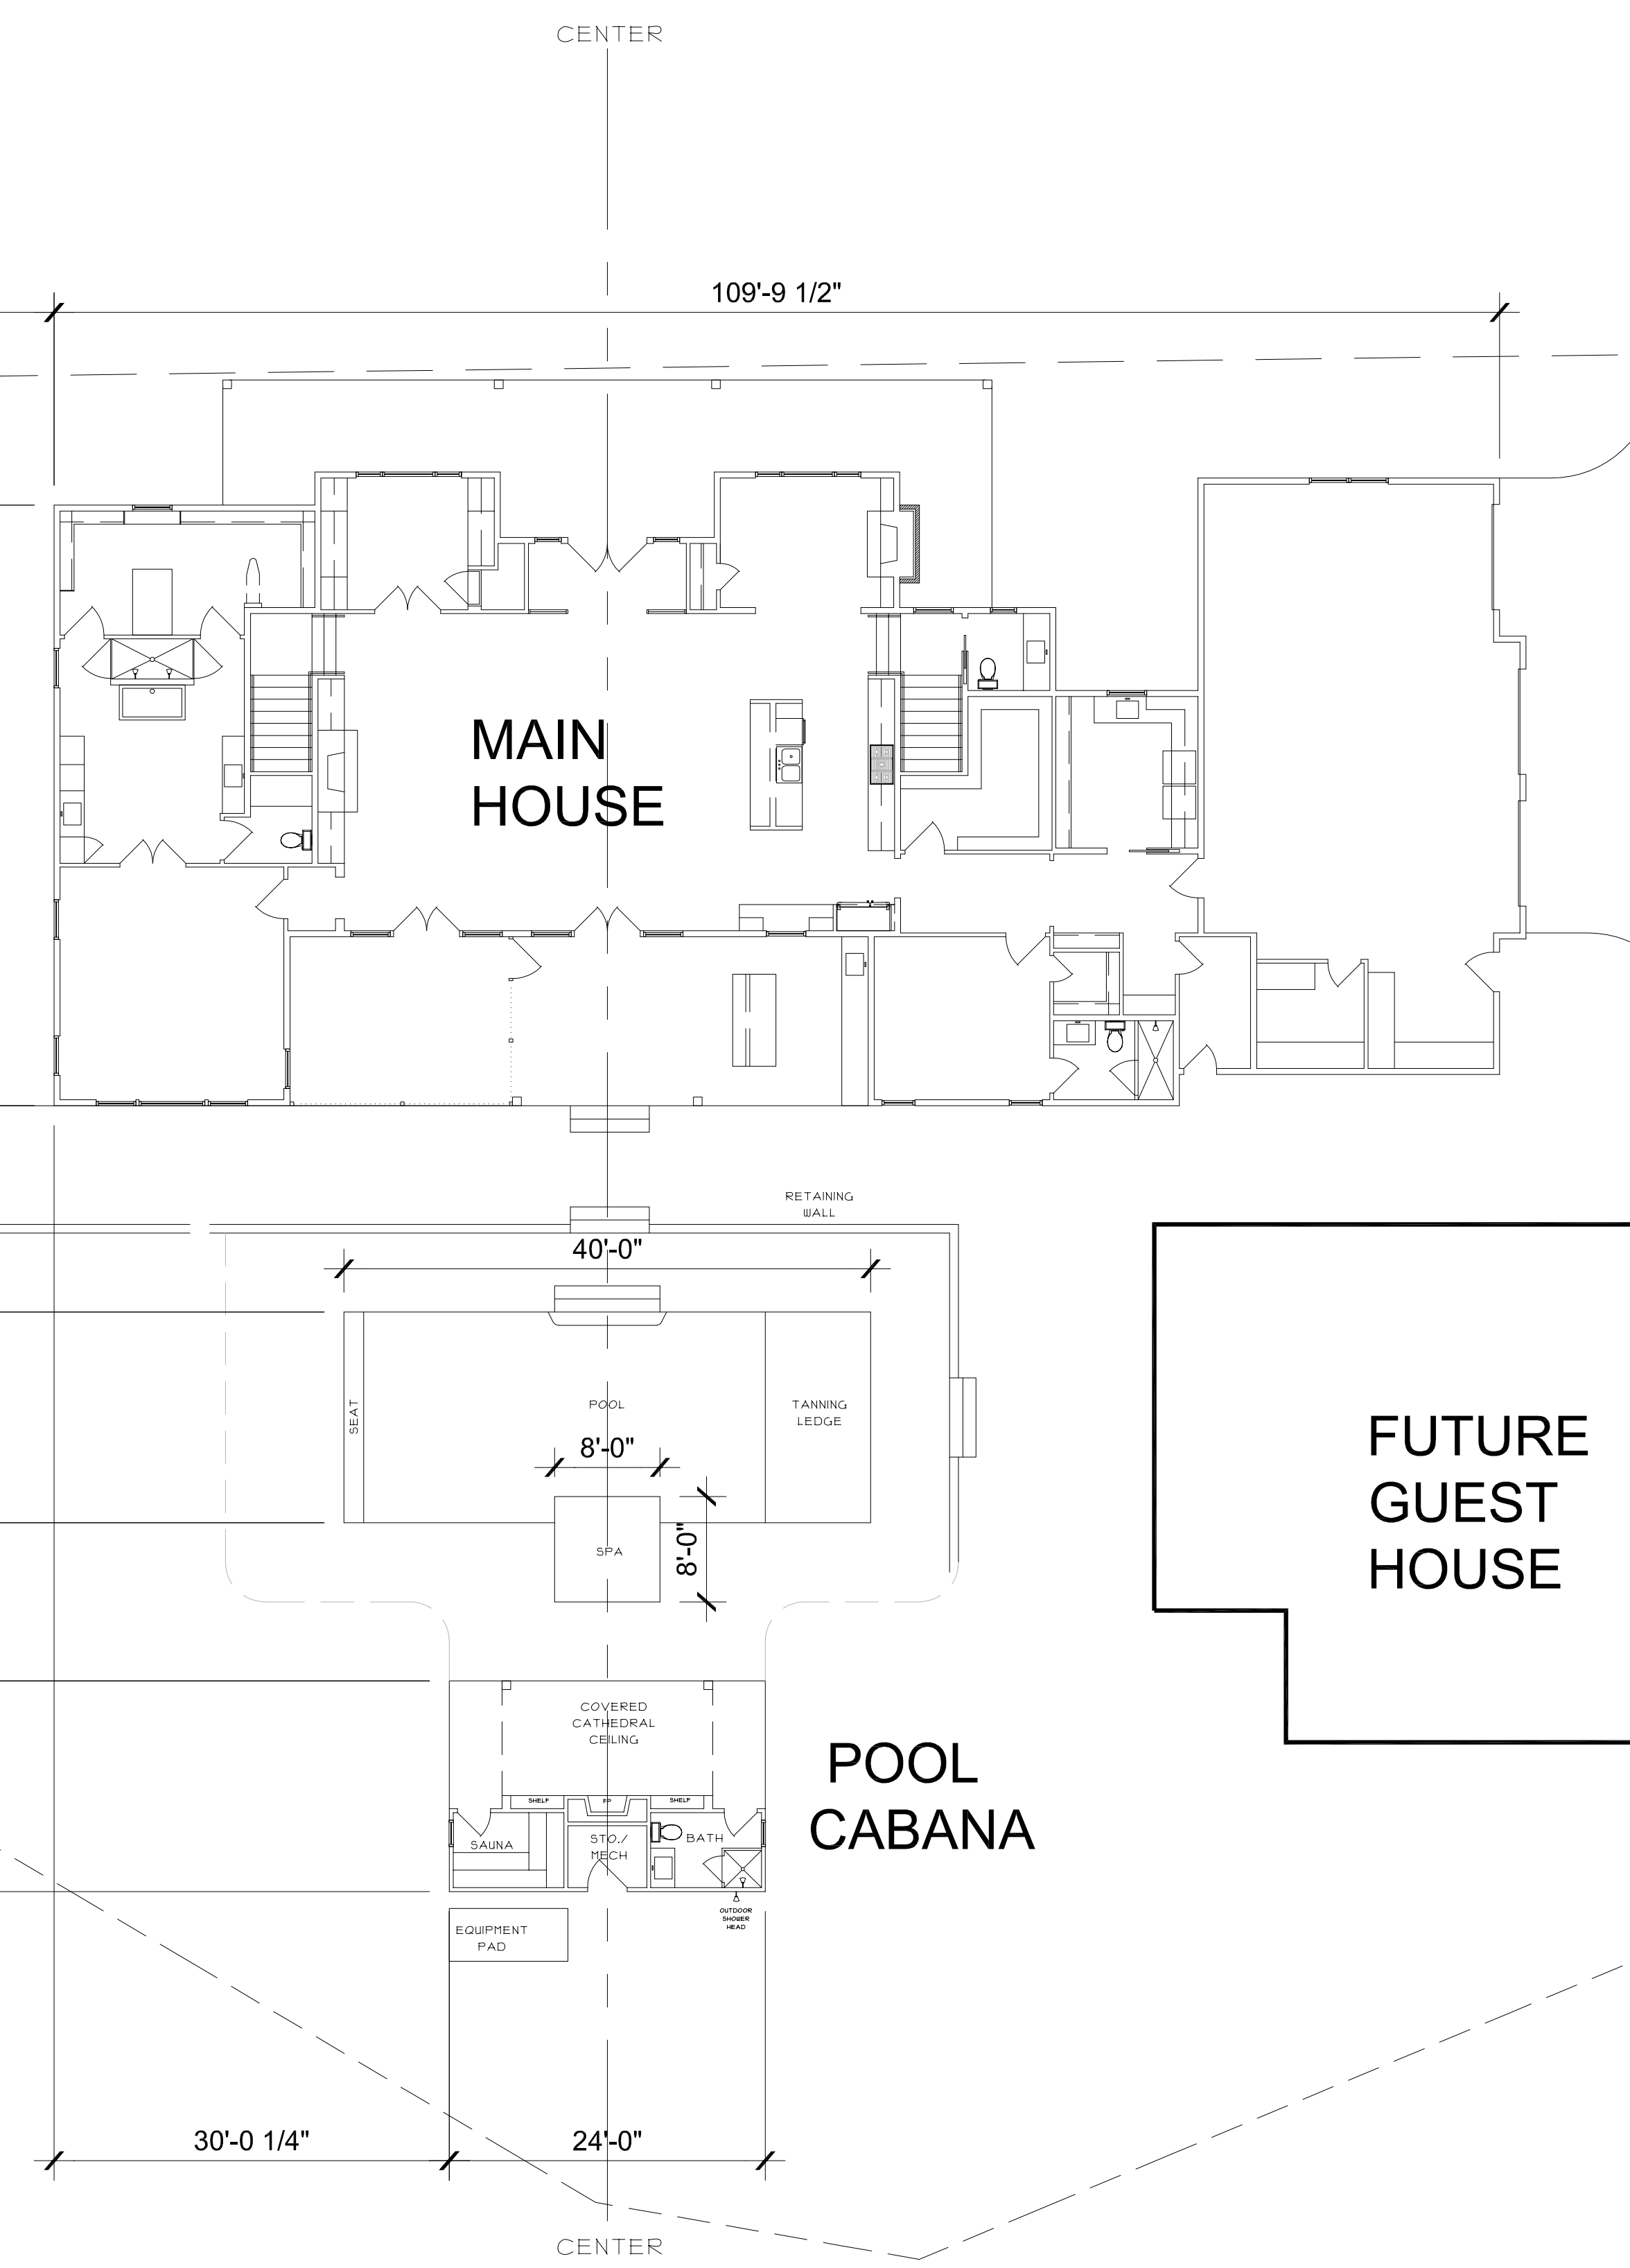 CENTER
109'-9 1/2"
MAIN
HOUSE
RETAINING
WALL
40'-0"
SEAT
POOL
TANNING
LEDGE
8'-0"
8'-0"
SPA
FUTURE
GUEST
HOUSE
COVERED
CATHEDRAL
CEILING
POOL
CABANA
SHELF
FP
SHELF
SAUNA
STO./
MECH
BATH
OUTDOOR
SHOWER
HEAD
EQUIPMENT
PAD
30'-0 1/4"
24'-0"
CENTER